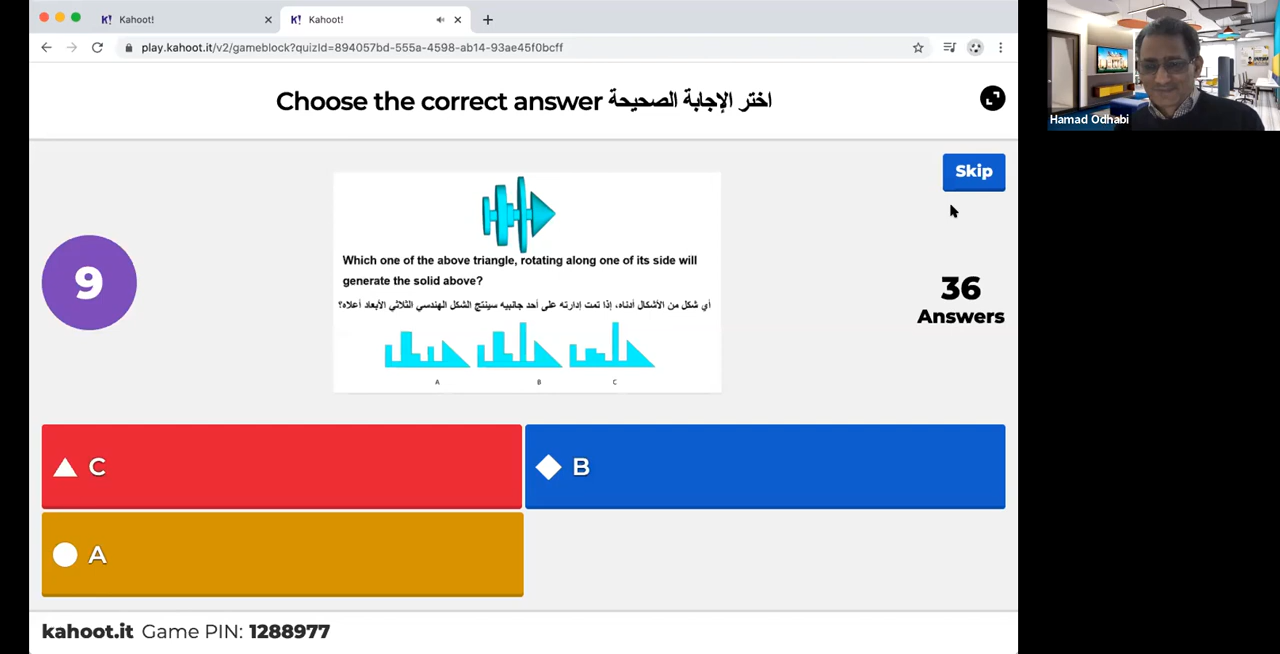 Kahoot!
Kahoot!
play.kahoot.it/v2/gameblock?quizId=894057bd-555a-4598-ab14-93ae45f0bcff
Choose the correct answer اختر الإجابة الصحيحة
Hamad Odhabi
Skip
9
Which one of the above triangle, rotating along one of its side will
generate the solid above?
أي شكل من الأشكال أدناه، إذا تمت إدارته على أحد جانبيه سينتج الشكل الهندسي الثلاثي الأبعاد أعلاه؟
A B C
36
Answers
C
B
A
kahoot.it Game PIN: 1288977